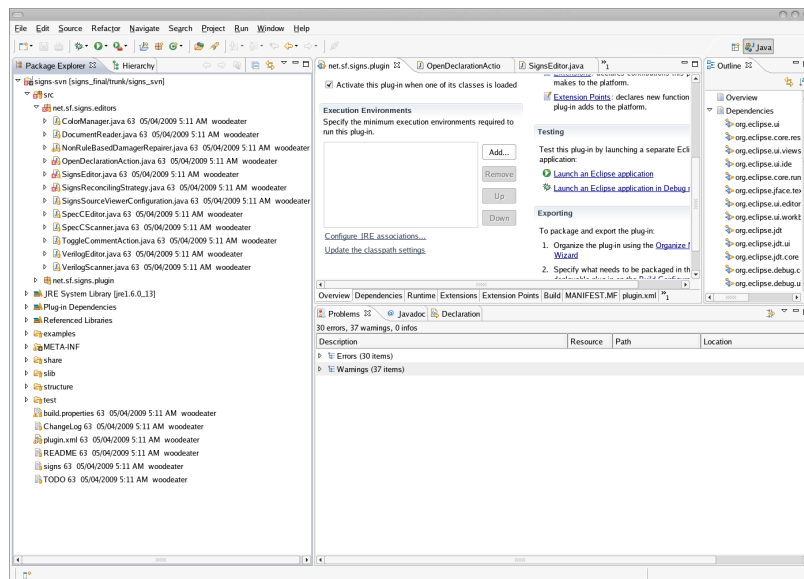 File Edit Source Refactor Navigate Search Project Run Window Help
Java
Package Explorer Hierarchy
signs-svn [signs_final/trunk/signs_svn]
src
net.sf.signs.editors
ColorManager.java 63 05/04/2009 5:11 AM woodeater
DocumentReader.java 63 05/04/2009 5:11 AM woodeater
NonRuleBasedDamagerRepairer.java 63 05/04/2009 5:11 AM woodeater
OpenDeclarationAction.java 63 05/04/2009 5:11 AM woodeater
SignsEditor.java 63 05/04/2009 5:11 AM woodeater
SignsReconcilingStrategy.java 63 05/04/2009 5:11 AM woodeater
SignsSourceViewerConfiguration.java 63 05/04/2009 5:11 AM woodeater
SpecCEditor.java 63 05/04/2009 5:11 AM woodeater
SpecCScanner.java 63 05/04/2009 5:11 AM woodeater
ToggleCommentAction.java 63 05/04/2009 5:11 AM woodeater
VerilogEditor.java 63 05/04/2009 5:11 AM woodeater
VerilogScanner.java 63 05/04/2009 5:11 AM woodeater
net.sf.signs.plugin
JRE System Library [jre1.6.0_13]
Plug-in Dependencies
Referenced Libraries
examples
META-INF
share
slib
structure
test
build.properties 63 05/04/2009 5:11 AM woodeater
ChangeLog 63 05/04/2009 5:11 AM woodeater
plugin.xml 63 05/04/2009 5:11 AM woodeater
README 63 05/04/2009 5:11 AM woodeater
signs 63 05/04/2009 5:11 AM woodeater
TODO 63 05/04/2009 5:11 AM woodeater
net.sf.signs.plugin OpenDeclarationActio SignsEditor.java »1
Activate this plug-in when one of its classes is loaded
Execution Environments
Specify the minimum execution environments required to
run this plug-in.
Add...
Remove
Up
Down
Configure JRE associations...
Update the classpath settings
makes to the platform.
Extension Points: declares new function
plug-in adds to the platform.
Testing
Test this plug-in by launching a separate Ecli
application:
Launch an Eclipse application
Launch an Eclipse application in Debug
Exporting
To package and export the plug-in:
1. Organize the plug-in using the Organize
Wizard
2. Specify what needs to be packaged in th
Overview Dependencies Runtime Extensions Extension Points Build MANIFEST.MF plugin.xml »1
Outline
Overview
Dependencies
org.eclipse.ui
org.eclipse.core.res
org.eclipse.ui.views
org.eclipse.ui.ide
org.eclipse.core.run
org.eclipse.jface.tex
org.eclipse.ui.editor
org.eclipse.ui.workb
org.eclipse.jdt
org.eclipse.jdt.ui
org.eclipse.jdt.core
org.eclipse.debug.c
org.eclipse.debug.u
Problems Javadoc Declaration
30 errors, 37 warnings, 0 infos
Description Resource Path Location
Errors (30 items)
Warnings (37 items)